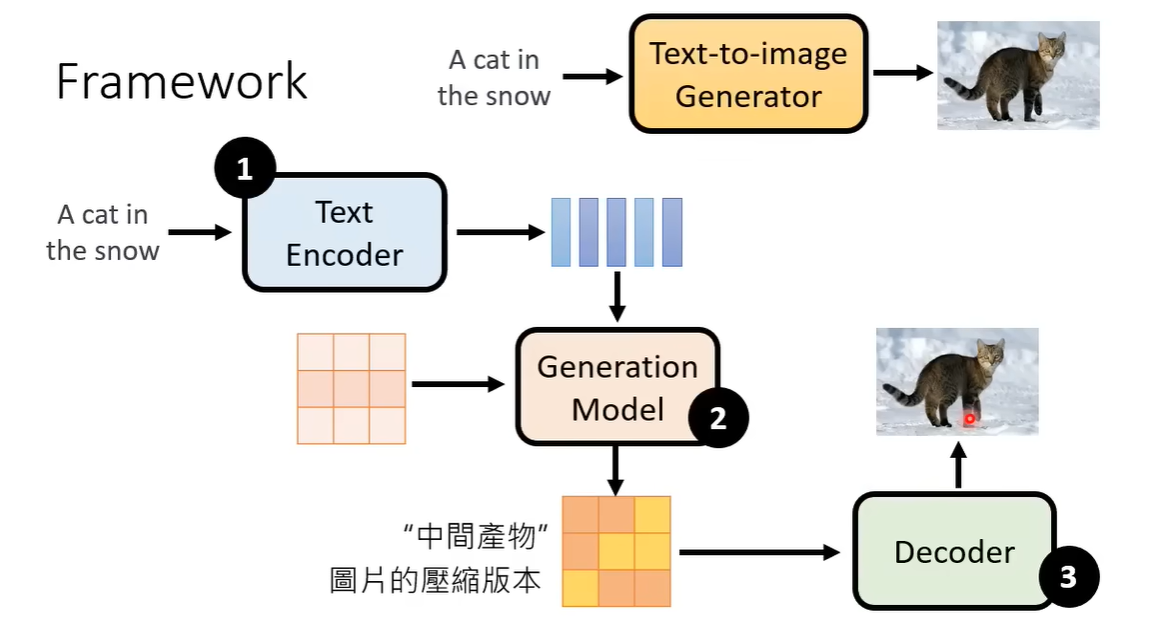 Framework
A cat in
the snow
Text-to-image
Generator
1
A cat in
the snow
Text
Encoder
Generation
Model
2
“中間產物”
圖片的壓縮版本
Decoder
3